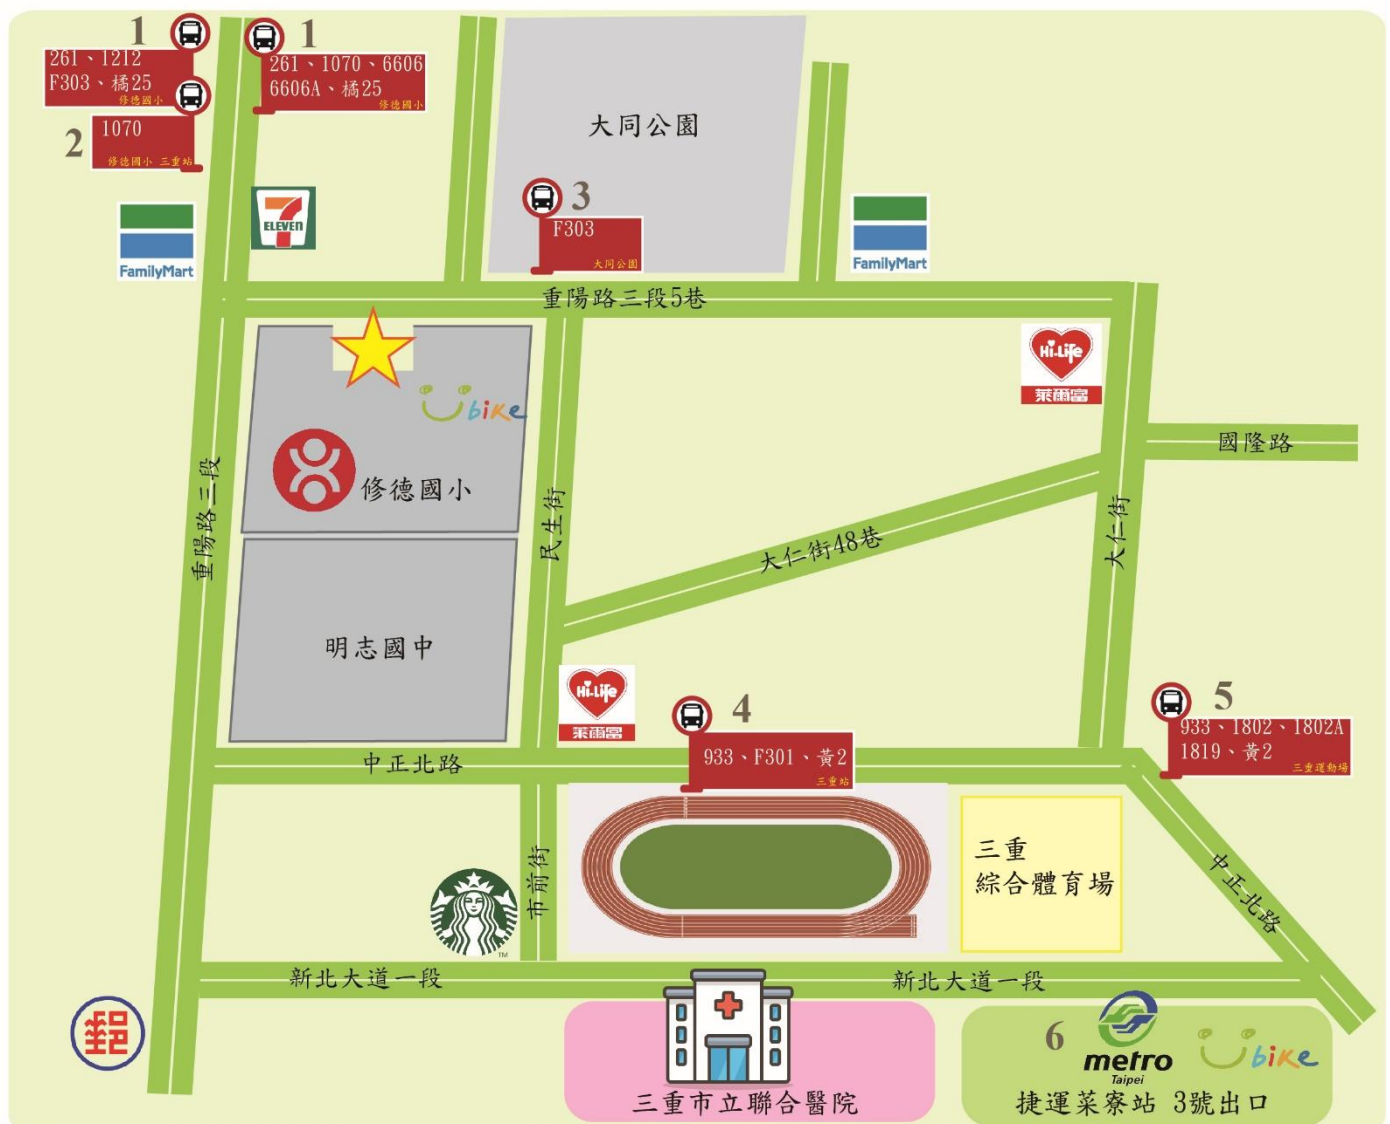 1
261、1212
F303、橘25
修德國小
1
261、1070、6606
6606A、橘25
修德國小
2
1070
修德國小 三重站
大同公園
3
F303
大同公園
FamilyMart
7
ELEVEN
FamilyMart
重陽路三段5巷
Hi-Life
萊爾富
ubike
國隆路
修德國小
重陽路三段
民生街
大仁街
大仁街48巷
明志國中
Hi-Life
萊爾富
4
933、F301、黃2
三重站
5
933、1802、1802A
1819、黃2
三重運動場
中正北路
三重
綜合體育場
市前街
中正北路
TM
新北大道一段
新北大道一段
郵
6
metro
Taipei
ubike
三重市立聯合醫院
捷運菜寮站 3號出口